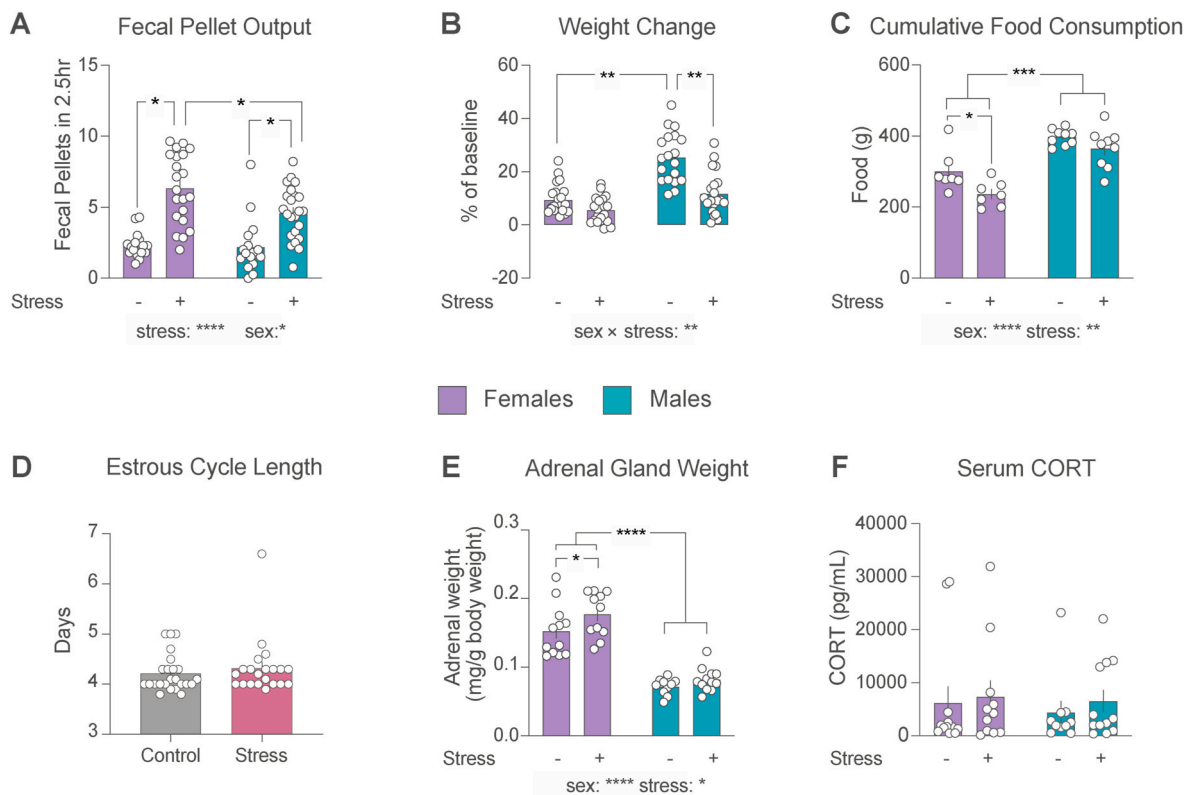 A Fecal Pellet Output
Fecal Pellets in 2.5hr
15
10
5
0
* * *
Stress - + - +
stress: **** sex:*
B Weight Change
% of baseline
60
40
20
0
-20
** **
Stress - + - +
sex × stress: **
C Cumulative Food Consumption
Food (g)
600
400
200
0
***
*
Stress - + - +
sex: **** stress: **
Females Males
D Estrous Cycle Length
Days
7
6
5
4
3
Control Stress
E Adrenal Gland Weight
Adrenal weight
(mg/g body weight)
0.3
0.2
0.1
0.0
****
*
Stress - + - +
sex: **** stress: *
F Serum CORT
CORT (pg/mL)
40000
30000
20000
10000
0
Stress - + - +